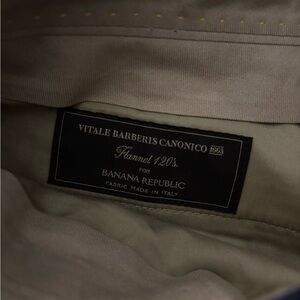 VITALE BARBERIS CANONICO 1663
Flannel 120's
FOR
BANANA REPUBLIC
FABRIC MADE IN ITALY